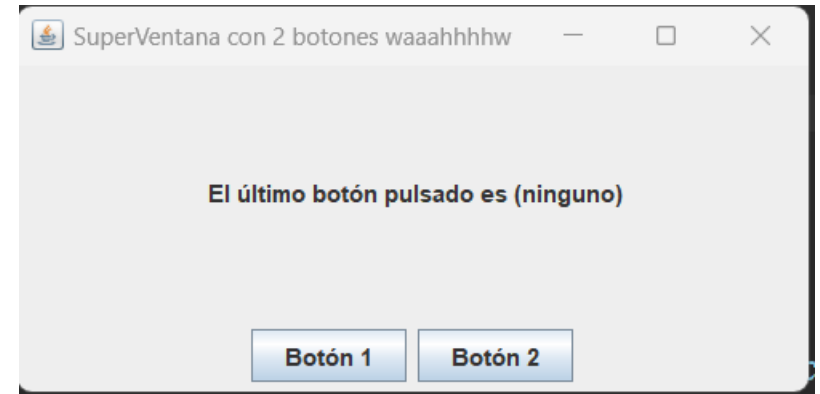 SuperVentana con 2 botones waaahhhhw
El último botón pulsado es (ninguno)
Botón 1 Botón 2